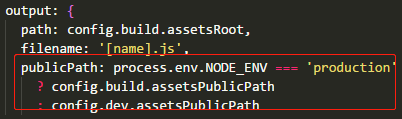 output: {
path: config.build.assetsRoot,
filename: '[name].js',
publicPath: process.env.NODE_ENV === 'production'
? config.build.assetsPublicPath
: config.dev.assetsPublicPath